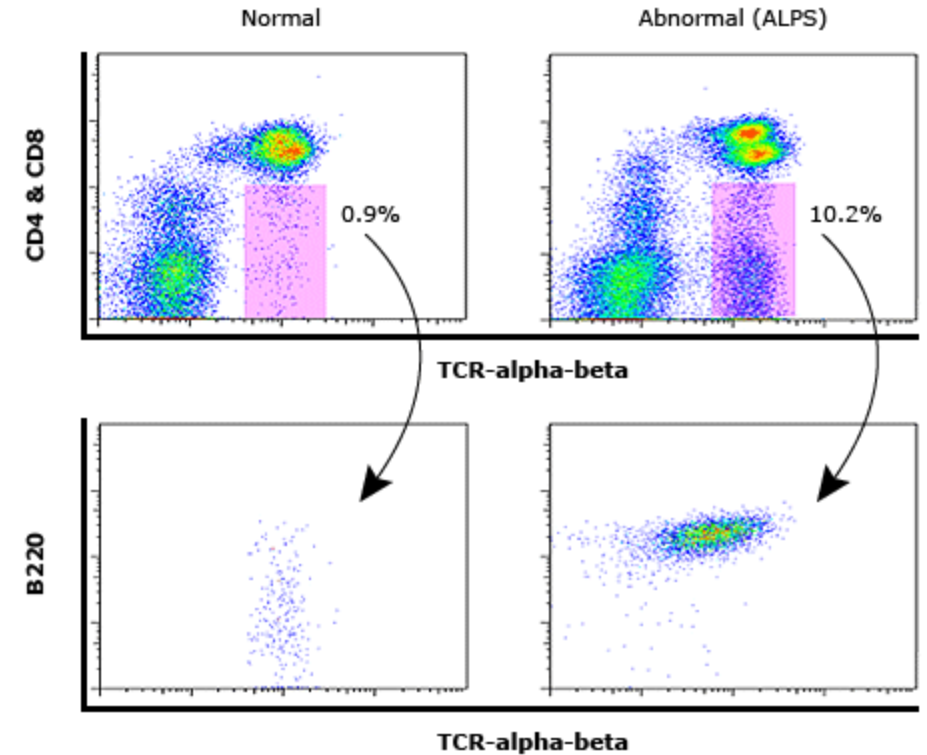 Normal
Abnormal (ALPS)
CD4 & CD8
0.9%
10.2%
TCR-alpha-beta
B220
TCR-alpha-beta